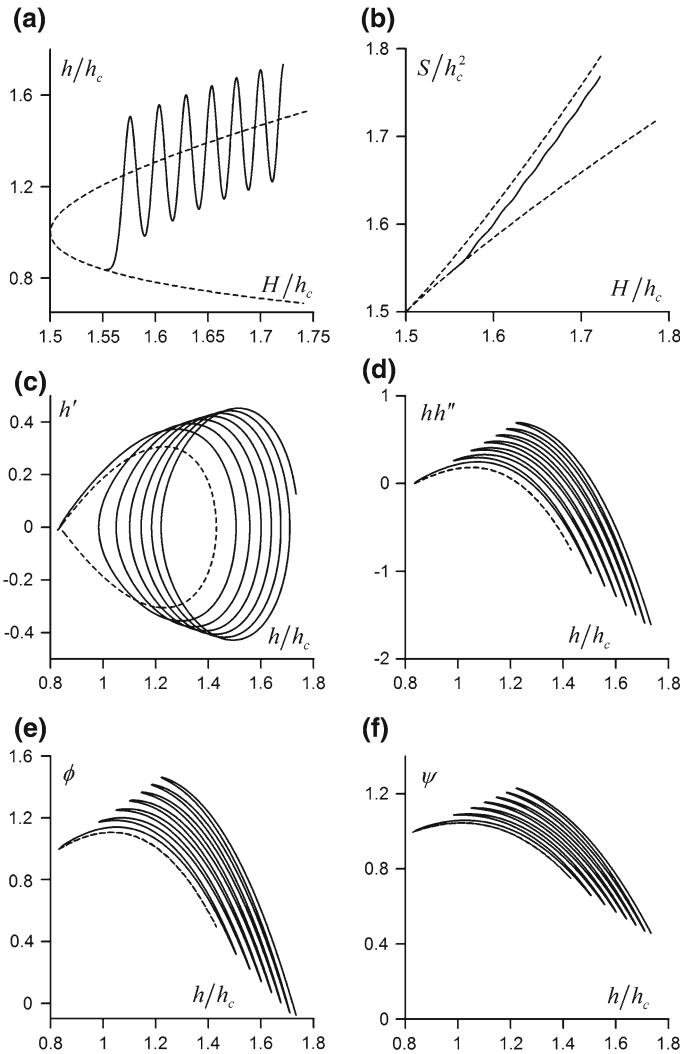 (a)
h/h_c
1.6
1.2
0.8
H/h_c
1.5 1.55 1.6 1.65 1.7 1.75
(b)
1.8
S/h_c^2
1.7
1.6
1.5
H/h_c
1.5 1.6 1.7 1.8
(c)
h′
0.4
0.2
0
-0.2
-0.4
h/h_c
0.8 1 1.2 1.4 1.6 1.8
(d)
1
hh″
0
-1
-2
h/h_c
0.8 1 1.2 1.4 1.6 1.8
(e)
1.6
ϕ
1.2
0.8
0.4
0
h/h_c
0.8 1 1.2 1.4 1.6 1.8
(f)
ψ
1.2
0.8
0.4
0
h/h_c
0.8 1 1.2 1.4 1.6 1.8